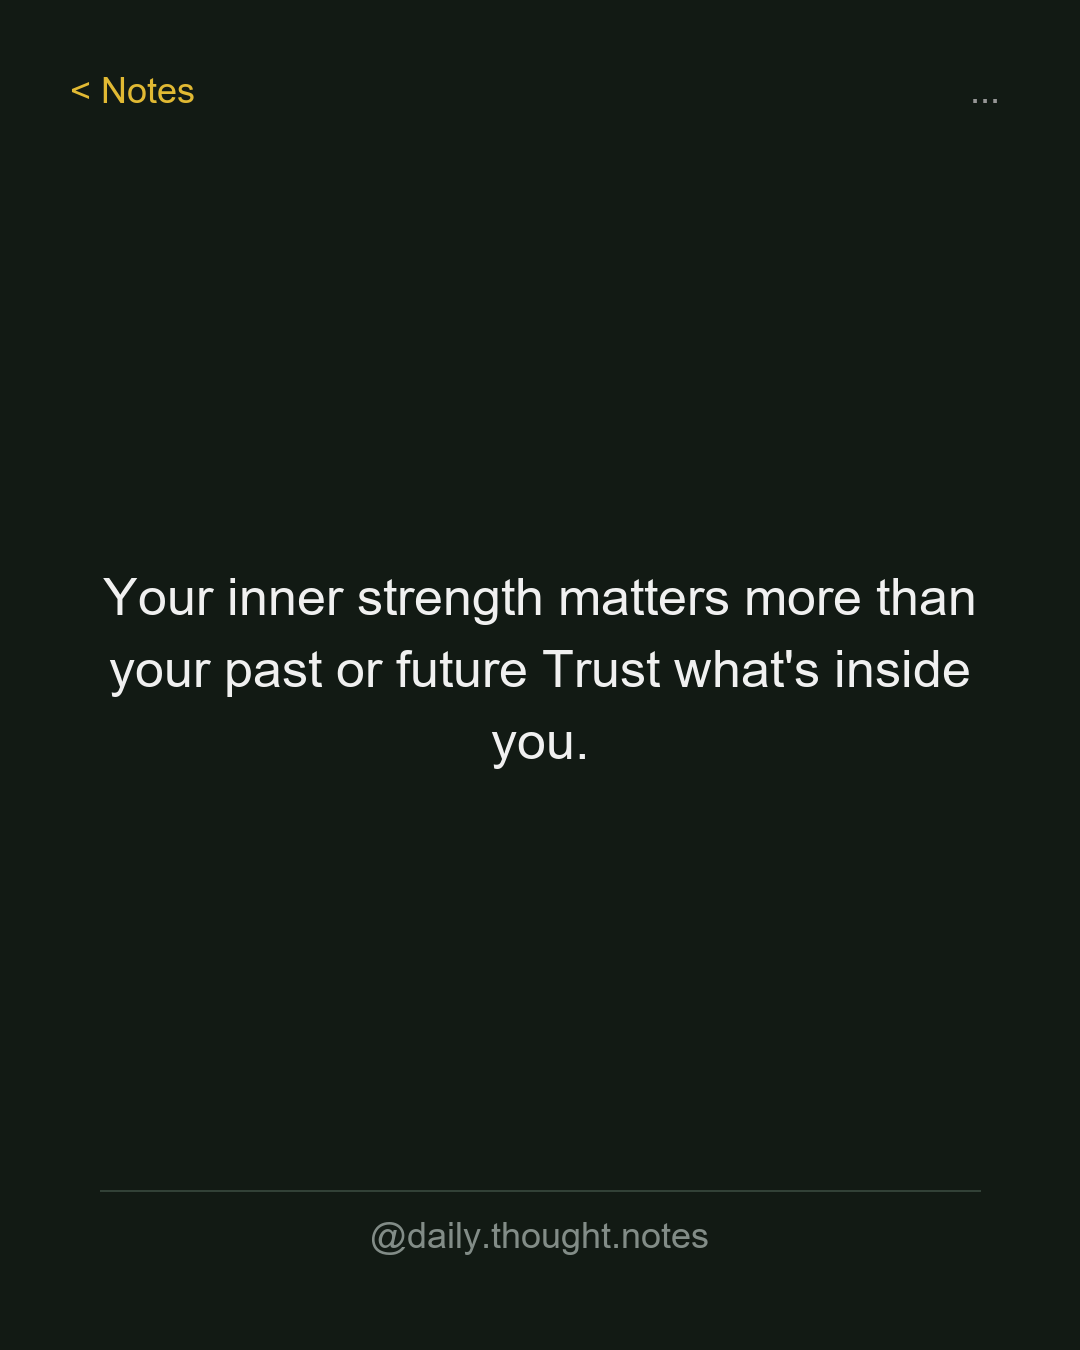 < Notes
...
Your inner strength matters more than
your past or future Trust what's inside
you.
@daily.thought.notes